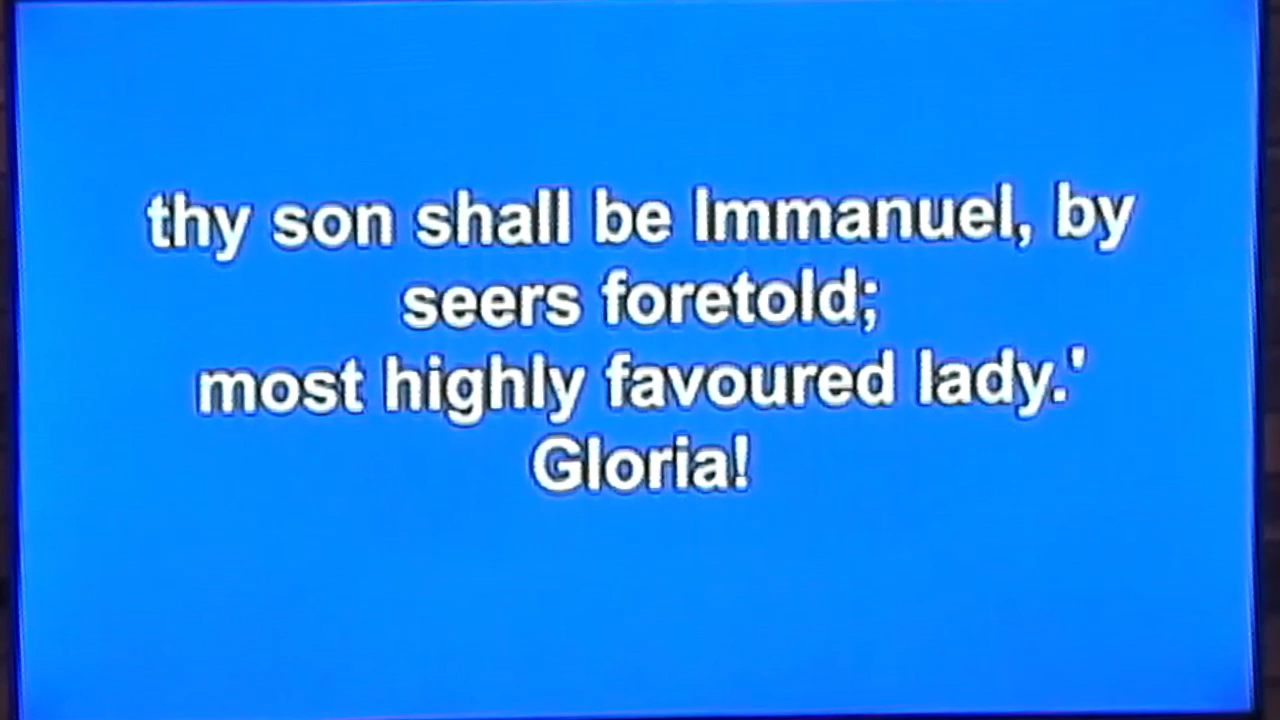 thy son shall be Immanuel, by
seers foretold;
most highly favoured lady.'
Gloria!